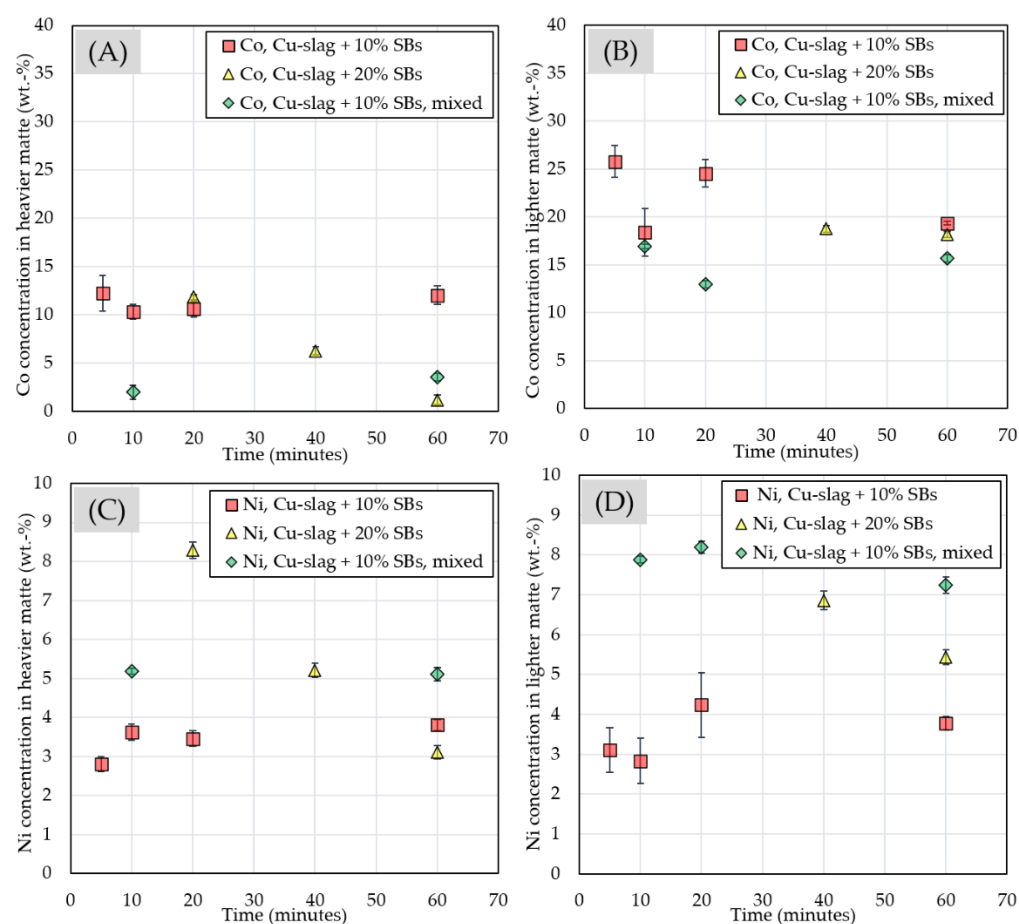 (A)
Co, Cu-slag + 10% SBs
Co, Cu-slag + 20% SBs
Co, Cu-slag + 10% SBs, mixed
Co concentration in heavier matte (wt.-%)
40
35
30
25
20
15
10
5
0
0 10 20 30 40 50 60 70
Time (minutes)
(B)
Co, Cu-slag + 10% SBs
Co, Cu-slag + 20% SBs
Co, Cu-slag + 10% SBs, mixed
Co concentration in lighter matte (wt.-%)
40
35
30
25
20
15
10
5
0
0 10 20 30 40 50 60 70
Time (minutes)
(C)
Ni, Cu-slag + 10% SBs
Ni, Cu-slag + 20% SBs
Ni, Cu-slag + 10% SBs, mixed
Ni concentration in heavier matte (wt.-%)
10
9
8
7
6
5
4
3
2
1
0
0 10 20 30 40 50 60 70
Time (minutes)
(D)
Ni, Cu-slag + 10% SBs
Ni, Cu-slag + 20% SBs
Ni, Cu-slag + 10% SBs, mixed
Ni concentration in lighter matte (wt.-%)
10
9
8
7
6
5
4
3
2
1
0
0 10 20 30 40 50 60 70
Time (minutes)